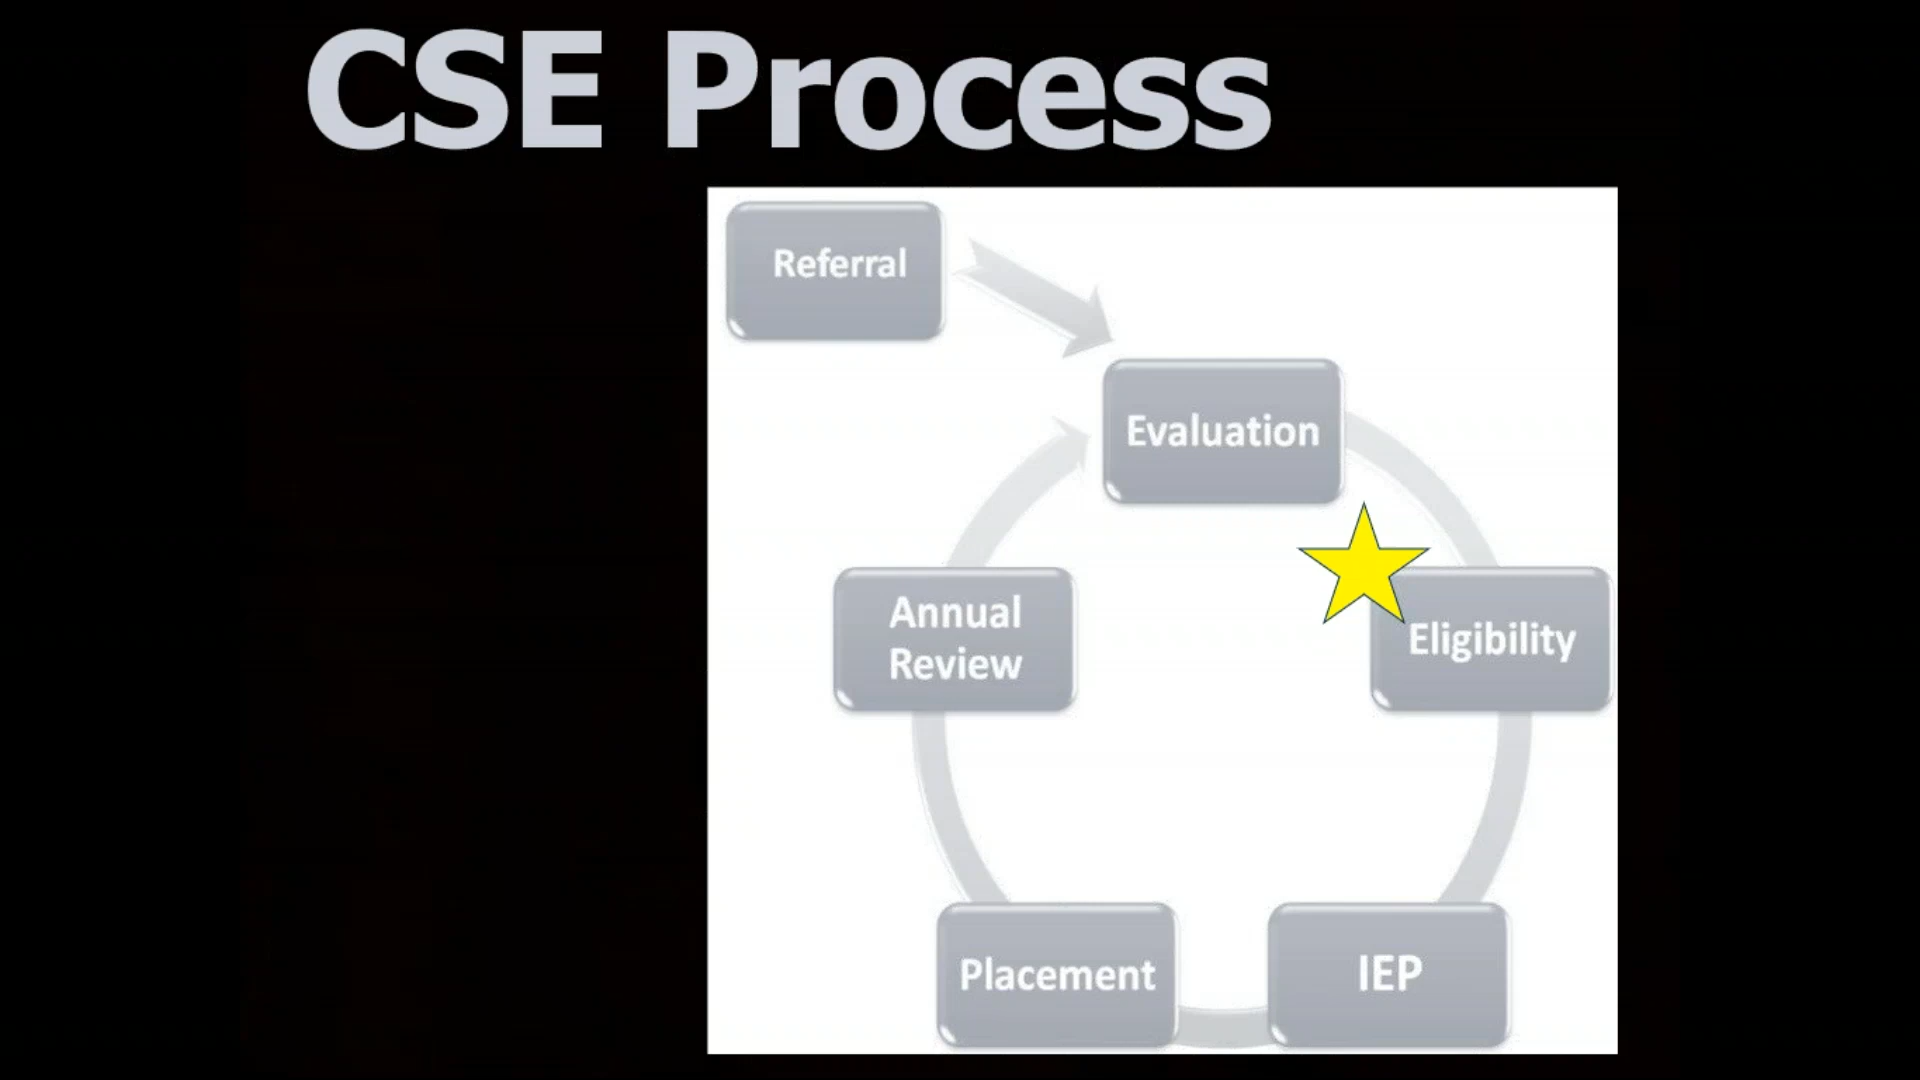 CSE Process
Referral
Evaluation
Eligibility
IEP
Placement
Annual
Review